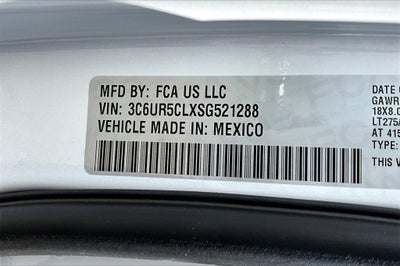 MFD BY: FCA US LLC
VIN: 3C6UR5CLXSG521288
VEHICLE MADE IN: MEXICO
DATE
GAWR
18X8.0
LT275/
AT 415
TYPE:
THIS V